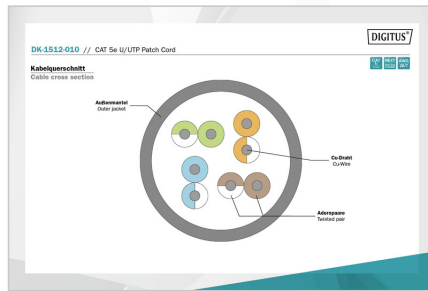 DIGITUS®
DK-1512-010 // CAT 5e U/UTP Patch Cord
Kabelquerschnitt
Cable cross section
Außenmantel
Outer jacket
Cu-Draht
Cu-Wire
Adernpaare
Twisted pair